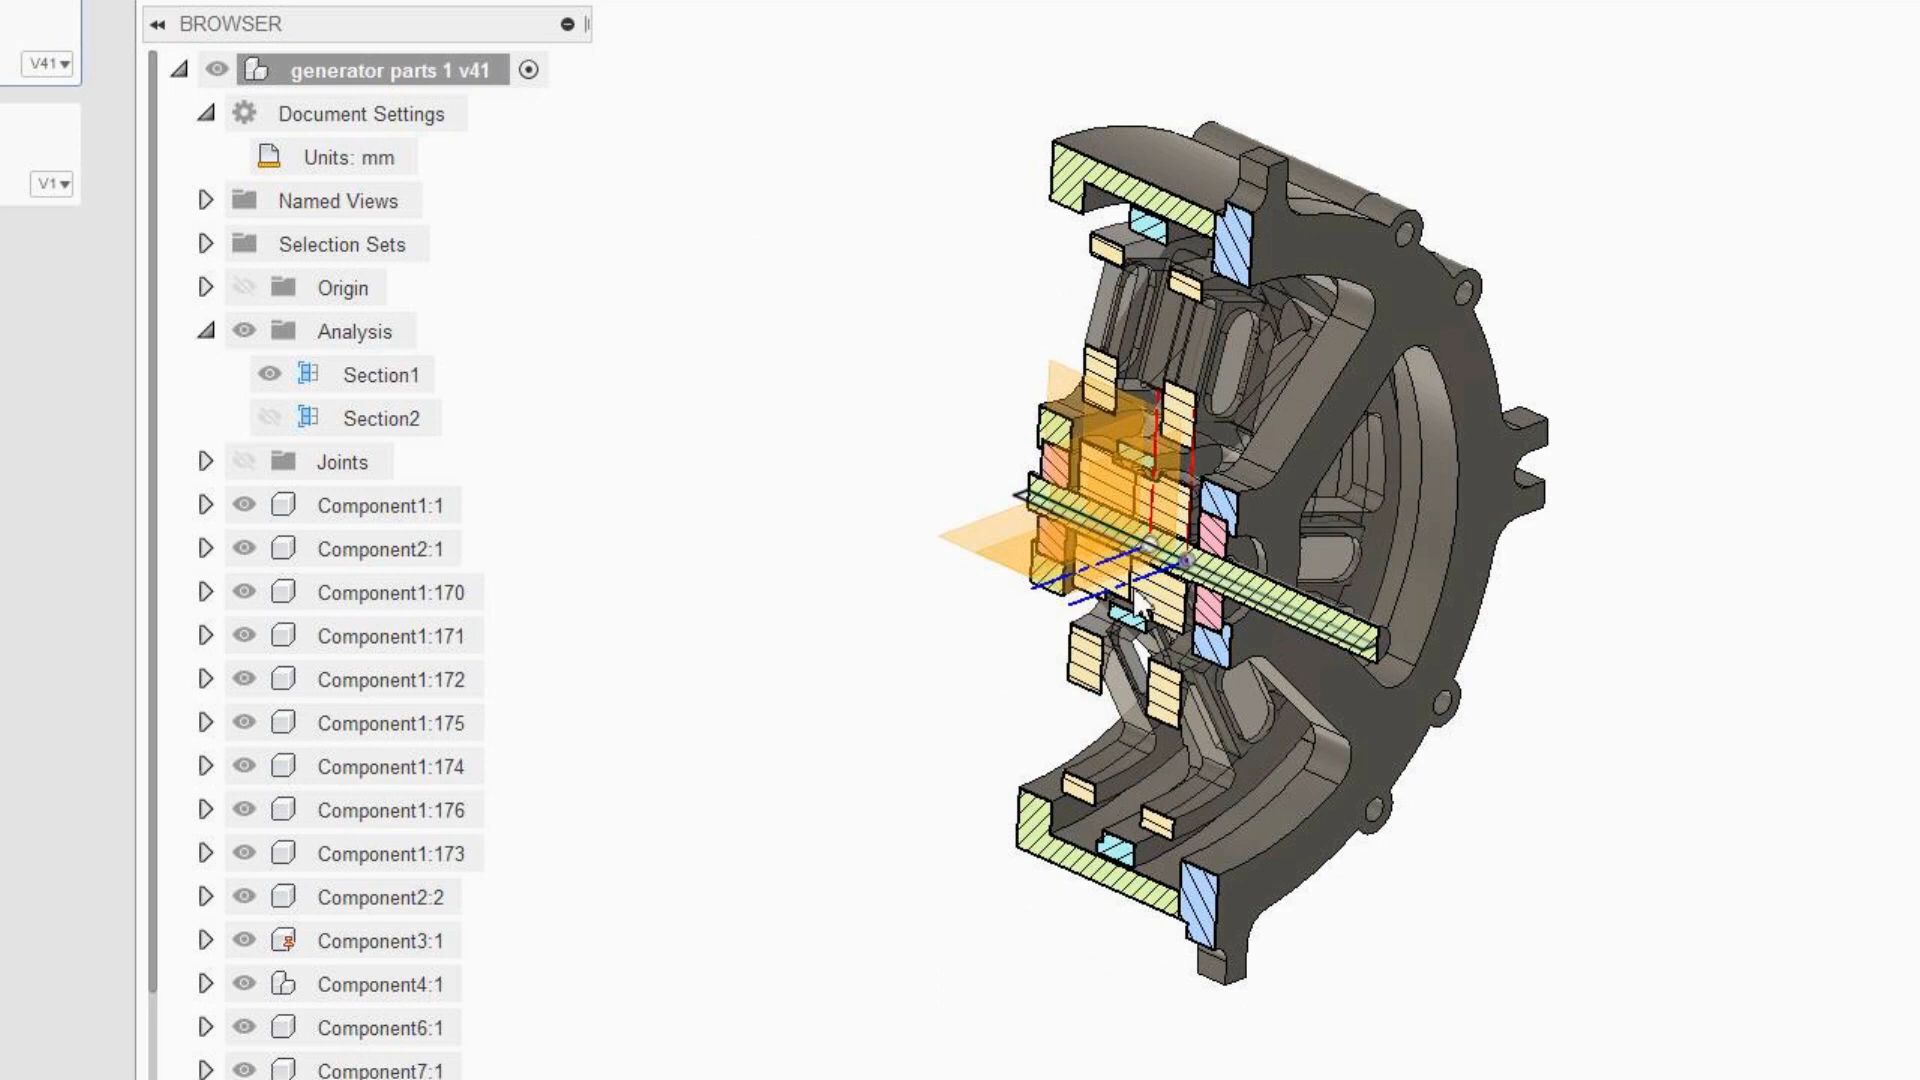 BROWSER
V41
generator parts 1 v41
Document Settings
Units: mm
V1
Named Views
Selection Sets
Origin
Analysis
Section1
Section2
Joints
Component1:1
Component2:1
Component1:170
Component1:171
Component1:172
Component1:175
Component1:174
Component1:176
Component1:173
Component2:2
Component3:1
Component4:1
Component6:1
Component7:1